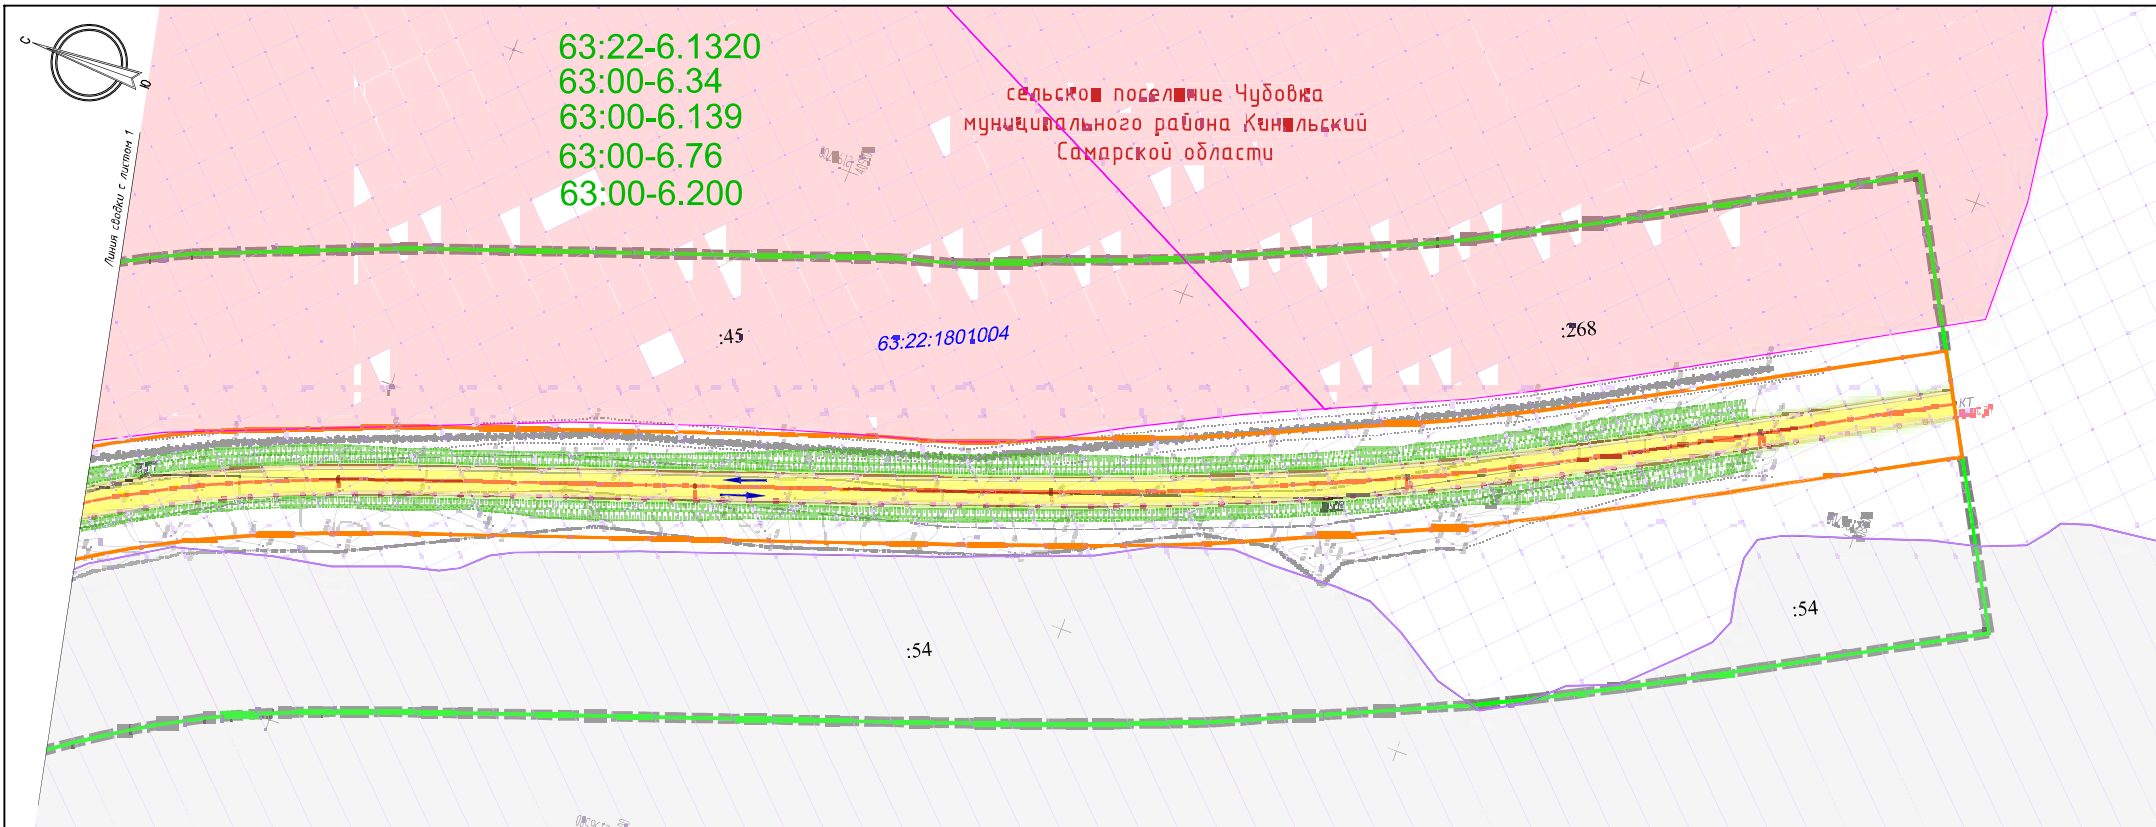 С
Ю
Линия сводки с листом 1
63:22-6.1320
63:00-6.34
63:00-6.139
63:00-6.76
63:00-6.200
сельское поселение Чубовка
муниципального района Кинельский
Самарской области
:45
63:22:1801004
:268
КТ
:54
:54